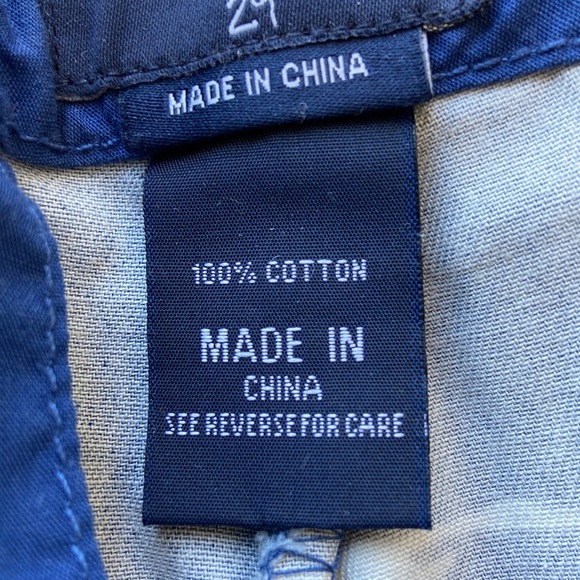 MADE IN CHINA
100% COTTON
MADE IN
CHINA
SEE REVERSE FOR CARE